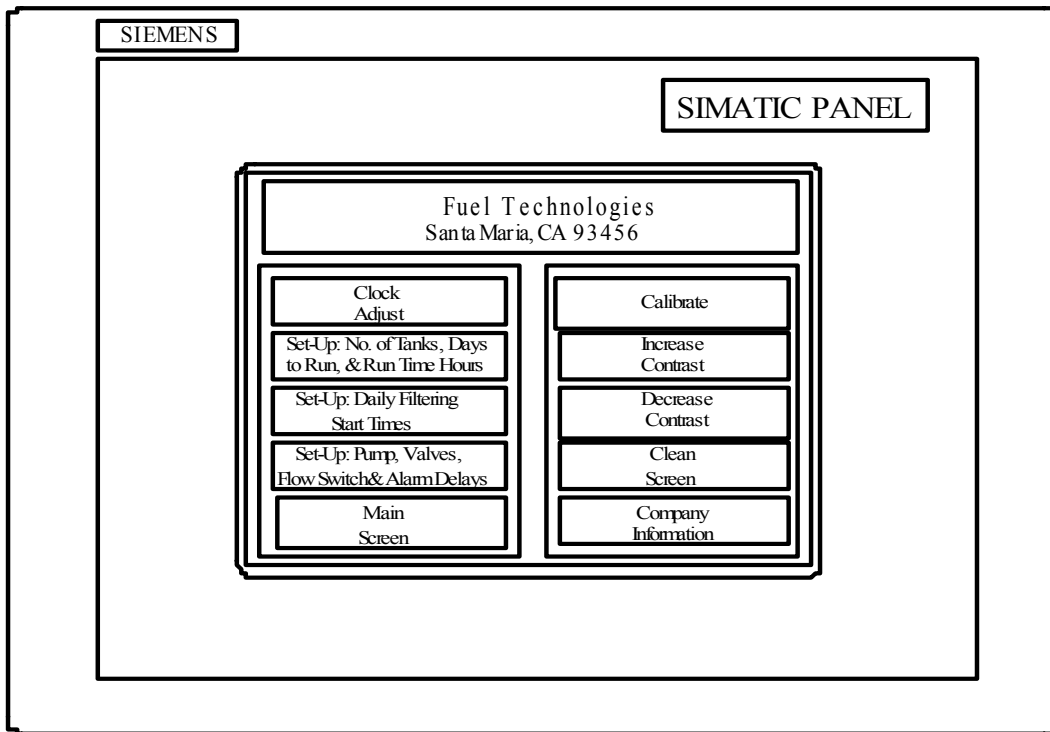 SIEMENS
SIMATIC PANEL
Fuel Technologies
Santa Maria, CA 93456
Clock
Adjust
Set-Up: No. of Tanks, Days
to Run, & Run Time Hours
Set-Up: Daily Filtering
Start Times
Set-Up: Pump, Valves,
Flow Switch & Alarm Delays
Main
Screen
Calibrate
Increase
Contrast
Decrease
Contrast
Clean
Screen
Company
Information